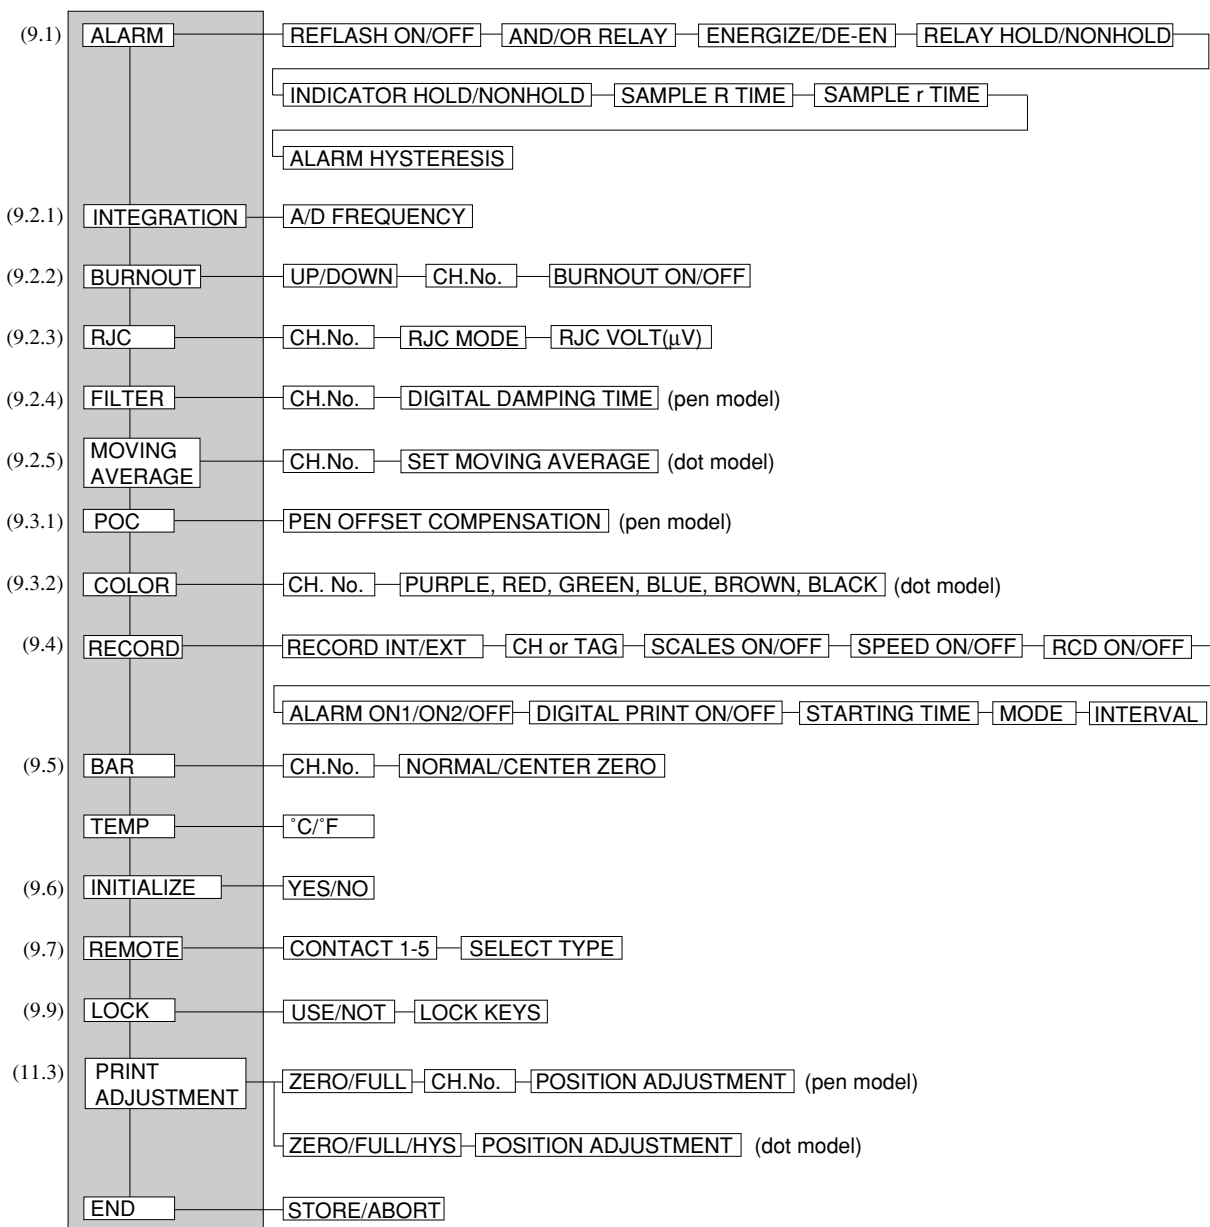 (9.1) ALARM REFLASH ON/OFF AND/OR RELAY ENERGIZE/DE-EN RELAY HOLD/NONHOLD
INDICATOR HOLD/NONHOLD SAMPLE R TIME SAMPLE r TIME
ALARM HYSTERESIS
(9.2.1) INTEGRATION A/D FREQUENCY
(9.2.2) BURNOUT UP/DOWN CH.No. BURNOUT ON/OFF
(9.2.3) RJC CH.No. RJC MODE RJC VOLT(µV)
(9.2.4) FILTER CH.No. DIGITAL DAMPING TIME (pen model)
(9.2.5) MOVING
AVERAGE CH.No. SET MOVING AVERAGE (dot model)
(9.3.1) POC PEN OFFSET COMPENSATION (pen model)
(9.3.2) COLOR CH. No. PURPLE, RED, GREEN, BLUE, BROWN, BLACK (dot model)
(9.4) RECORD RECORD INT/EXT CH or TAG SCALES ON/OFF SPEED ON/OFF RCD ON/OFF
ALARM ON1/ON2/OFF DIGITAL PRINT ON/OFF STARTING TIME MODE INTERVAL
(9.5) BAR CH.No. NORMAL/CENTER ZERO
TEMP ˚C/˚F
(9.6) INITIALIZE YES/NO
(9.7) REMOTE CONTACT 1-5 SELECT TYPE
(9.9) LOCK USE/NOT LOCK KEYS
(11.3) PRINT
ADJUSTMENT ZERO/FULL CH.No. POSITION ADJUSTMENT (pen model)
ZERO/FULL/HYS POSITION ADJUSTMENT (dot model)
END STORE/ABORT